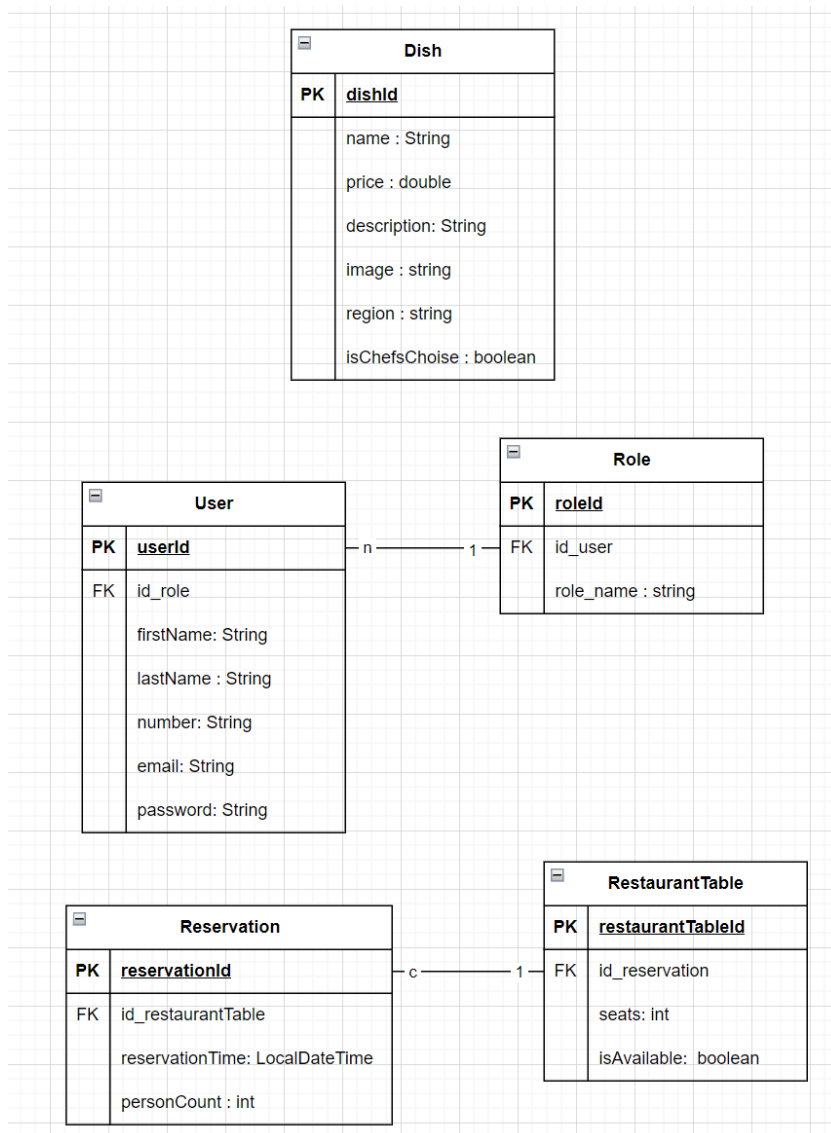 Dish
PK dishId
name : String
price : double
description: String
image : string
region : string
isChefsChoise : boolean
Role
PK roleId
FK id_user
role_name : string
User
PK userId
FK id_role
firstName: String
lastName : String
number: String
email: String
password: String
n 1
RestaurantTable
PK restaurantTableId
FK id_reservation
seats: int
isAvailable: boolean
Reservation
PK reservationId
FK id_restaurantTable
reservationTime: LocalDateTime
personCount : int
c 1